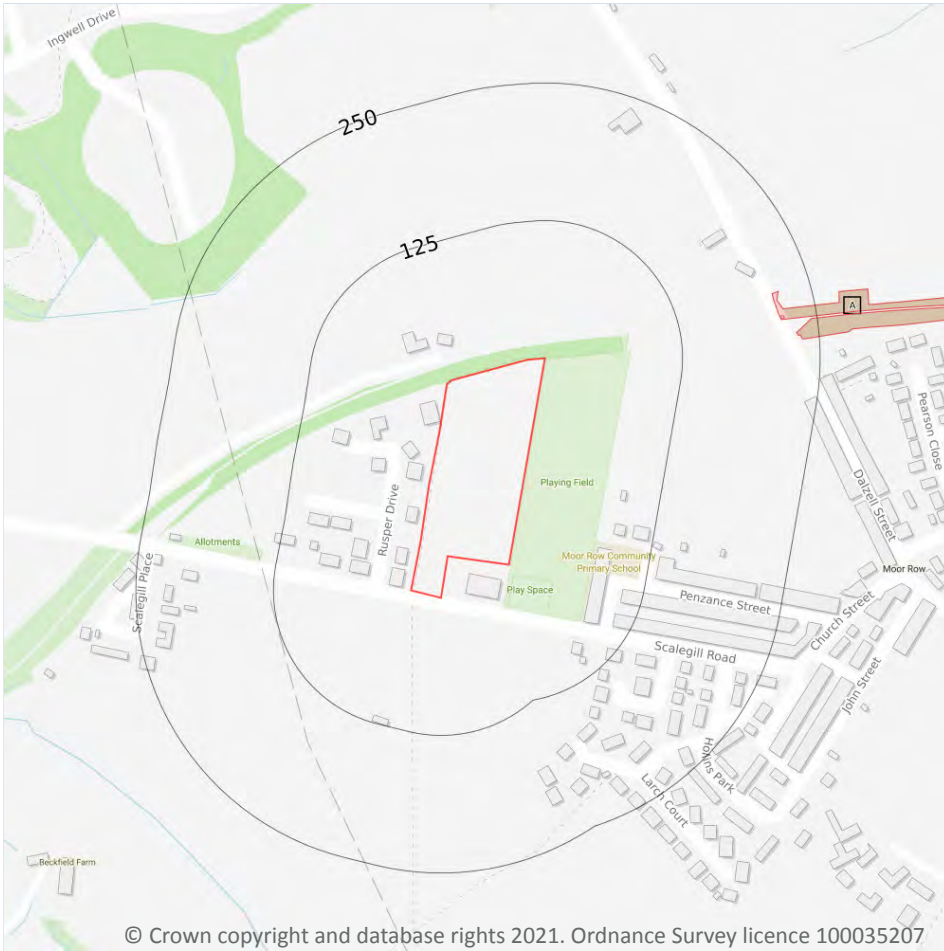 Ingwell Drive
250
125
A
Pearson Close
Playing Field
Dalzell Street
Rusper Drive
Allotments
Moor Row Community
Primary School
Moor Row
Scalegill Place
Play Space
Penzance Street
Church Street
Scalegill Road
John Street
Hollins Park
Larch Court
Beckfield Farm
© Crown copyright and database rights 2021. Ordnance Survey licence 100035207